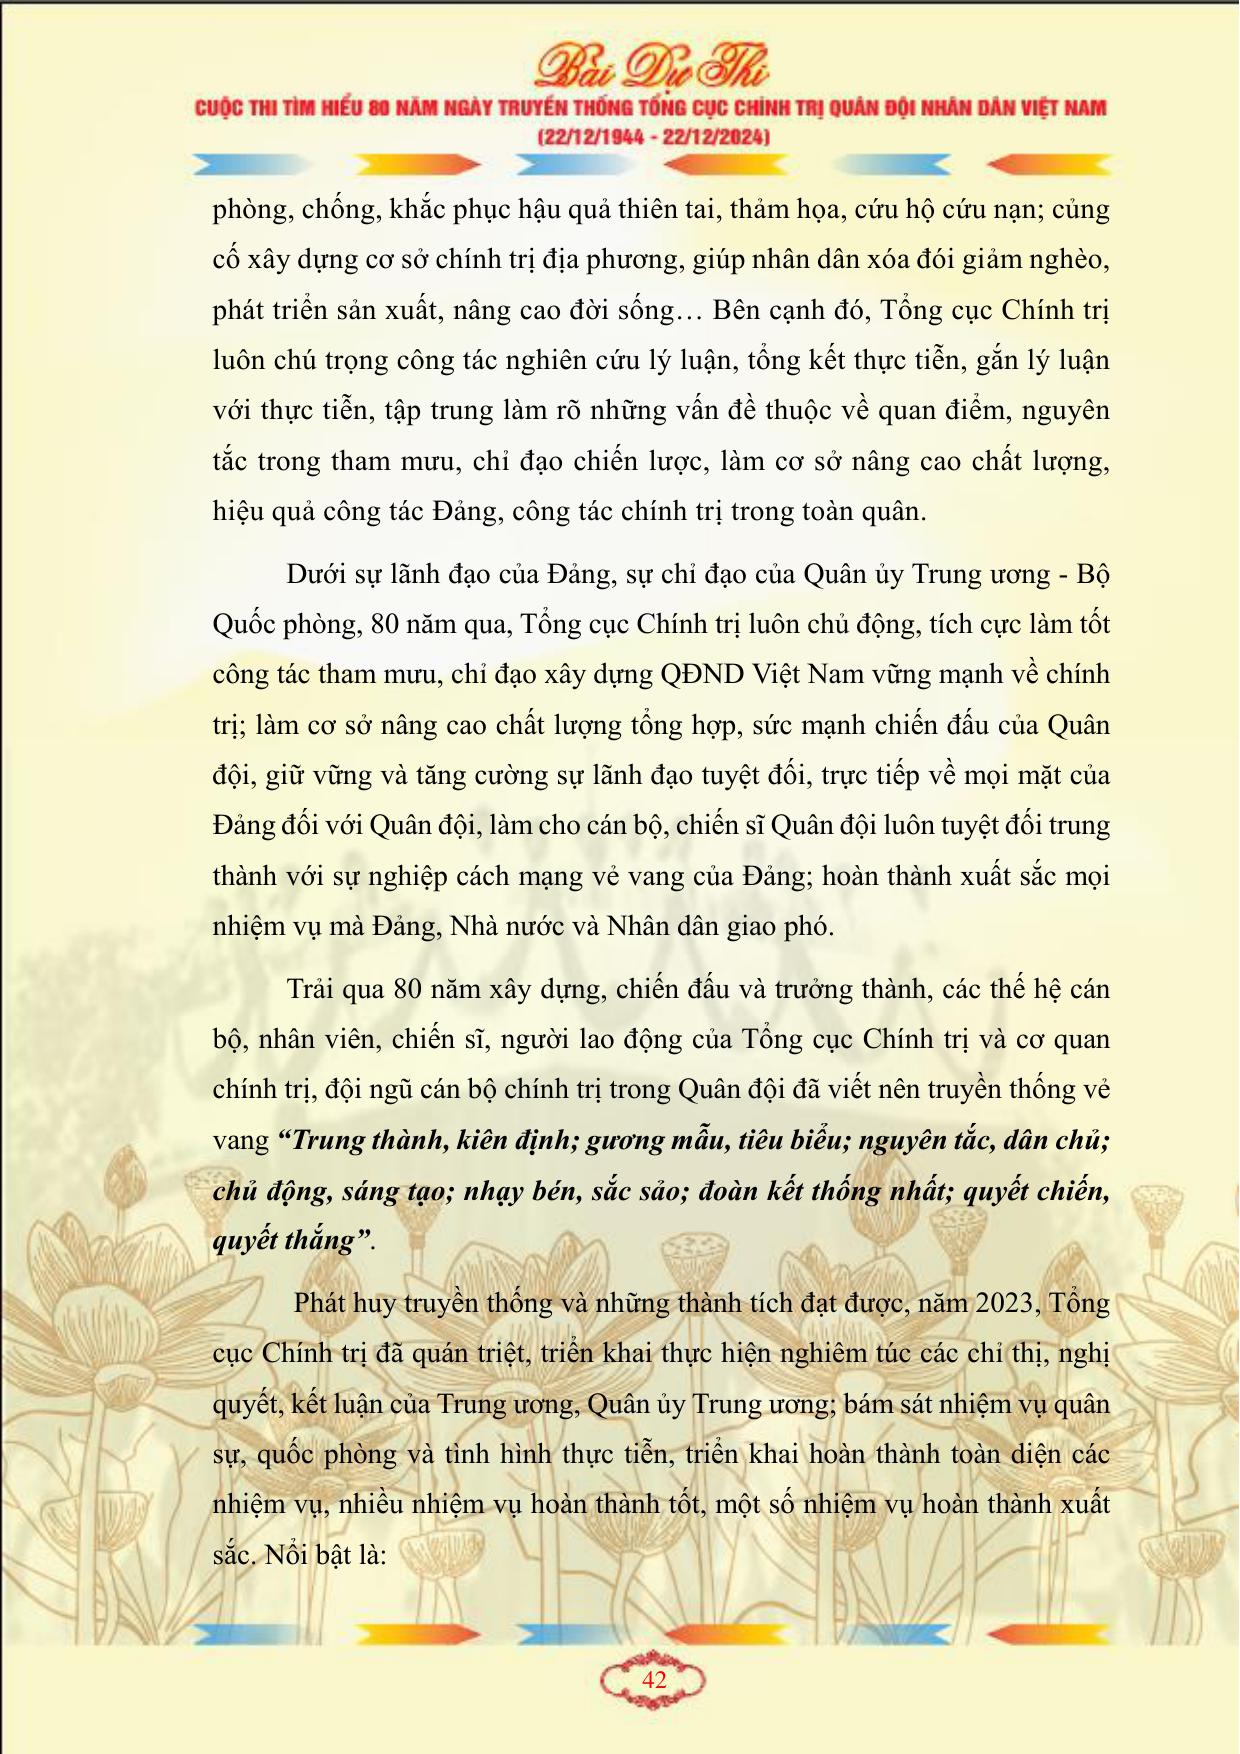 Bài Dự Thi
CUỘC THI TÌM HIỂU 80 NĂM NGÀY TRUYỀN THỐNG TỔNG CỤC CHÍNH TRỊ QUÂN ĐỘI NHÂN DÂN VIỆT NAM
(22/12/1944 - 22/12/2024)
phòng, chống, khắc phục hậu quả thiên tai, thảm họa, cứu hộ cứu nạn; củng
cố xây dựng cơ sở chính trị địa phương, giúp nhân dân xóa đói giảm nghèo,
phát triển sản xuất, nâng cao đời sống… Bên cạnh đó, Tổng cục Chính trị
luôn chú trọng công tác nghiên cứu lý luận, tổng kết thực tiễn, gắn lý luận
với thực tiễn, tập trung làm rõ những vấn đề thuộc về quan điểm, nguyên
tắc trong tham mưu, chỉ đạo chiến lược, làm cơ sở nâng cao chất lượng,
hiệu quả công tác Đảng, công tác chính trị trong toàn quân.
Dưới sự lãnh đạo của Đảng, sự chỉ đạo của Quân ủy Trung ương - Bộ
Quốc phòng, 80 năm qua, Tổng cục Chính trị luôn chủ động, tích cực làm tốt
công tác tham mưu, chỉ đạo xây dựng QĐND Việt Nam vững mạnh về chính
trị; làm cơ sở nâng cao chất lượng tổng hợp, sức mạnh chiến đấu của Quân
đội, giữ vững và tăng cường sự lãnh đạo tuyệt đối, trực tiếp về mọi mặt của
Đảng đối với Quân đội, làm cho cán bộ, chiến sĩ Quân đội luôn tuyệt đối trung
thành với sự nghiệp cách mạng vẻ vang của Đảng; hoàn thành xuất sắc mọi
nhiệm vụ mà Đảng, Nhà nước và Nhân dân giao phó.
Trải qua 80 năm xây dựng, chiến đấu và trưởng thành, các thế hệ cán
bộ, nhân viên, chiến sĩ, người lao động của Tổng cục Chính trị và cơ quan
chính trị, đội ngũ cán bộ chính trị trong Quân đội đã viết nên truyền thống vẻ
vang “Trung thành, kiên định; gương mẫu, tiêu biểu; nguyên tắc, dân chủ;
chủ động, sáng tạo; nhạy bén, sắc sảo; đoàn kết thống nhất; quyết chiến,
quyết thắng”.
Phát huy truyền thống và những thành tích đạt được, năm 2023, Tổng
cục Chính trị đã quán triệt, triển khai thực hiện nghiêm túc các chỉ thị, nghị
quyết, kết luận của Trung ương, Quân ủy Trung ương; bám sát nhiệm vụ quân
sự, quốc phòng và tình hình thực tiễn, triển khai hoàn thành toàn diện các
nhiệm vụ, nhiều nhiệm vụ hoàn thành tốt, một số nhiệm vụ hoàn thành xuất
sắc. Nổi bật là:
42